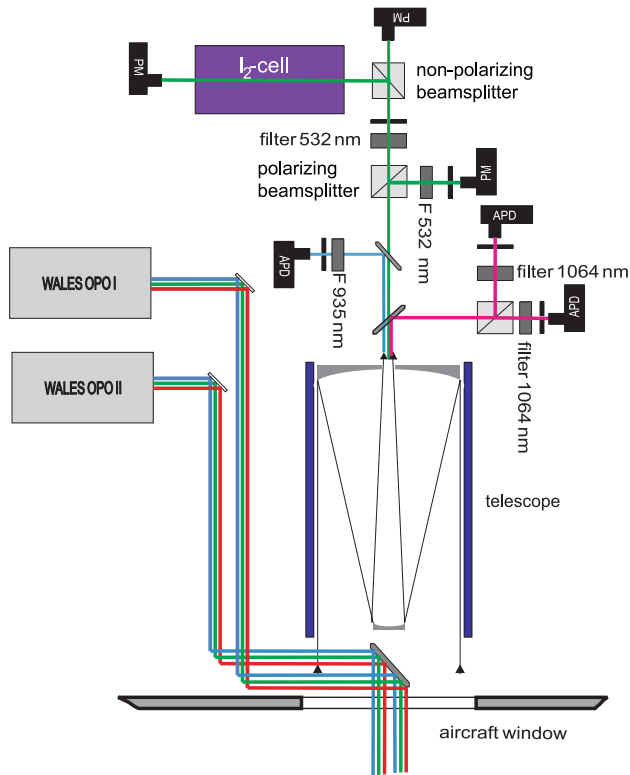 PM
I2-cell
PM
non-polarizing
beamsplitter
filter 532 nm
polarizing
beamsplitter
PM
F 532 nm
APD
APD
F 935 nm
filter 1064 nm
APD
filter 1064 nm
WALES OPO I
WALES OPO II
telescope
aircraft window